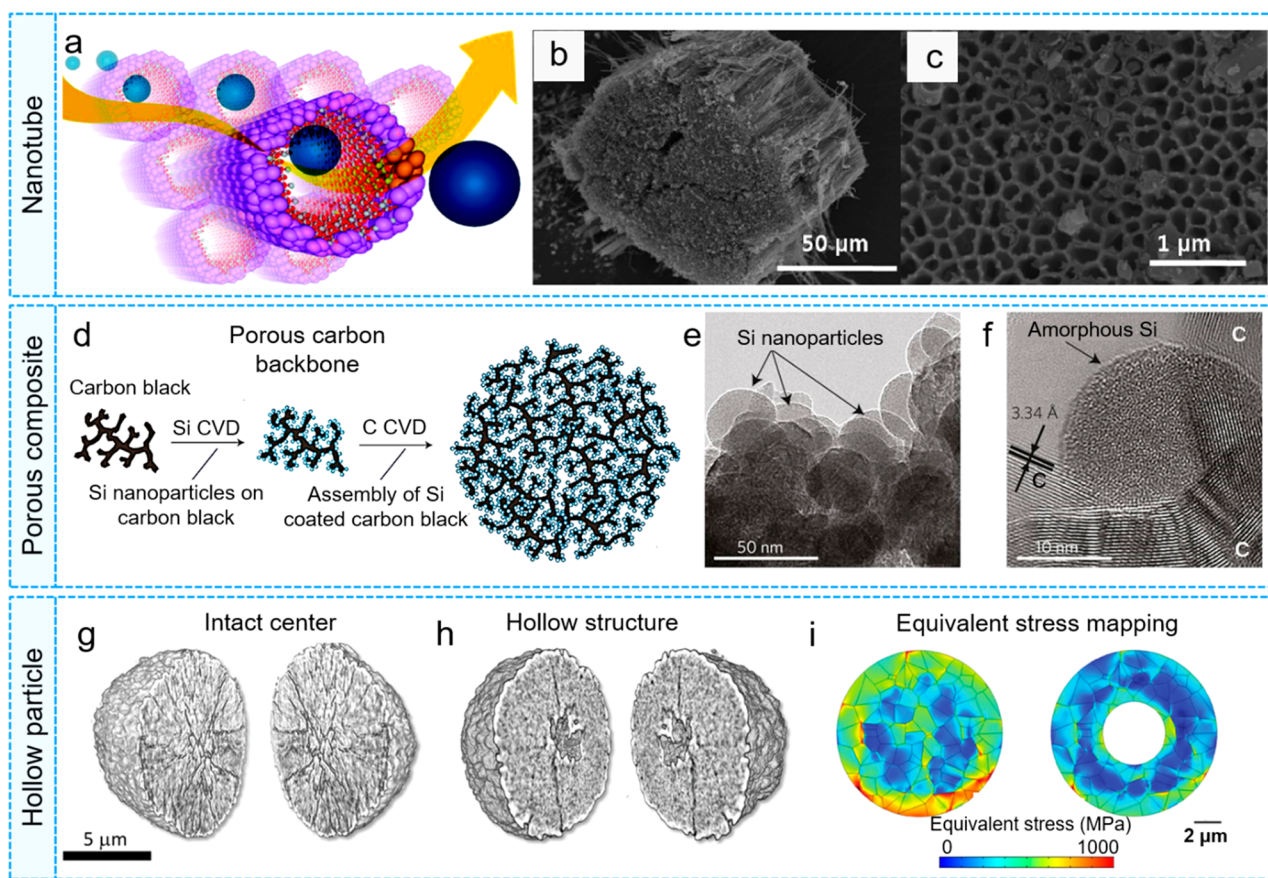 Nanotube
a
b
50 μm
c
1 μm
Porous composite
d
Porous carbon
backbone
Carbon black
Si CVD
C CVD
Si nanoparticles on
carbon black
Assembly of Si
coated carbon black
e
Si nanoparticles
50 nm
f
Amorphous Si
C
3.34 Å
C
10 nm
C
Hollow particle
g
Intact center
5 μm
h
Hollow structure
i
Equivalent stress mapping
Equivalent stress (MPa)
0
1000
2 μm